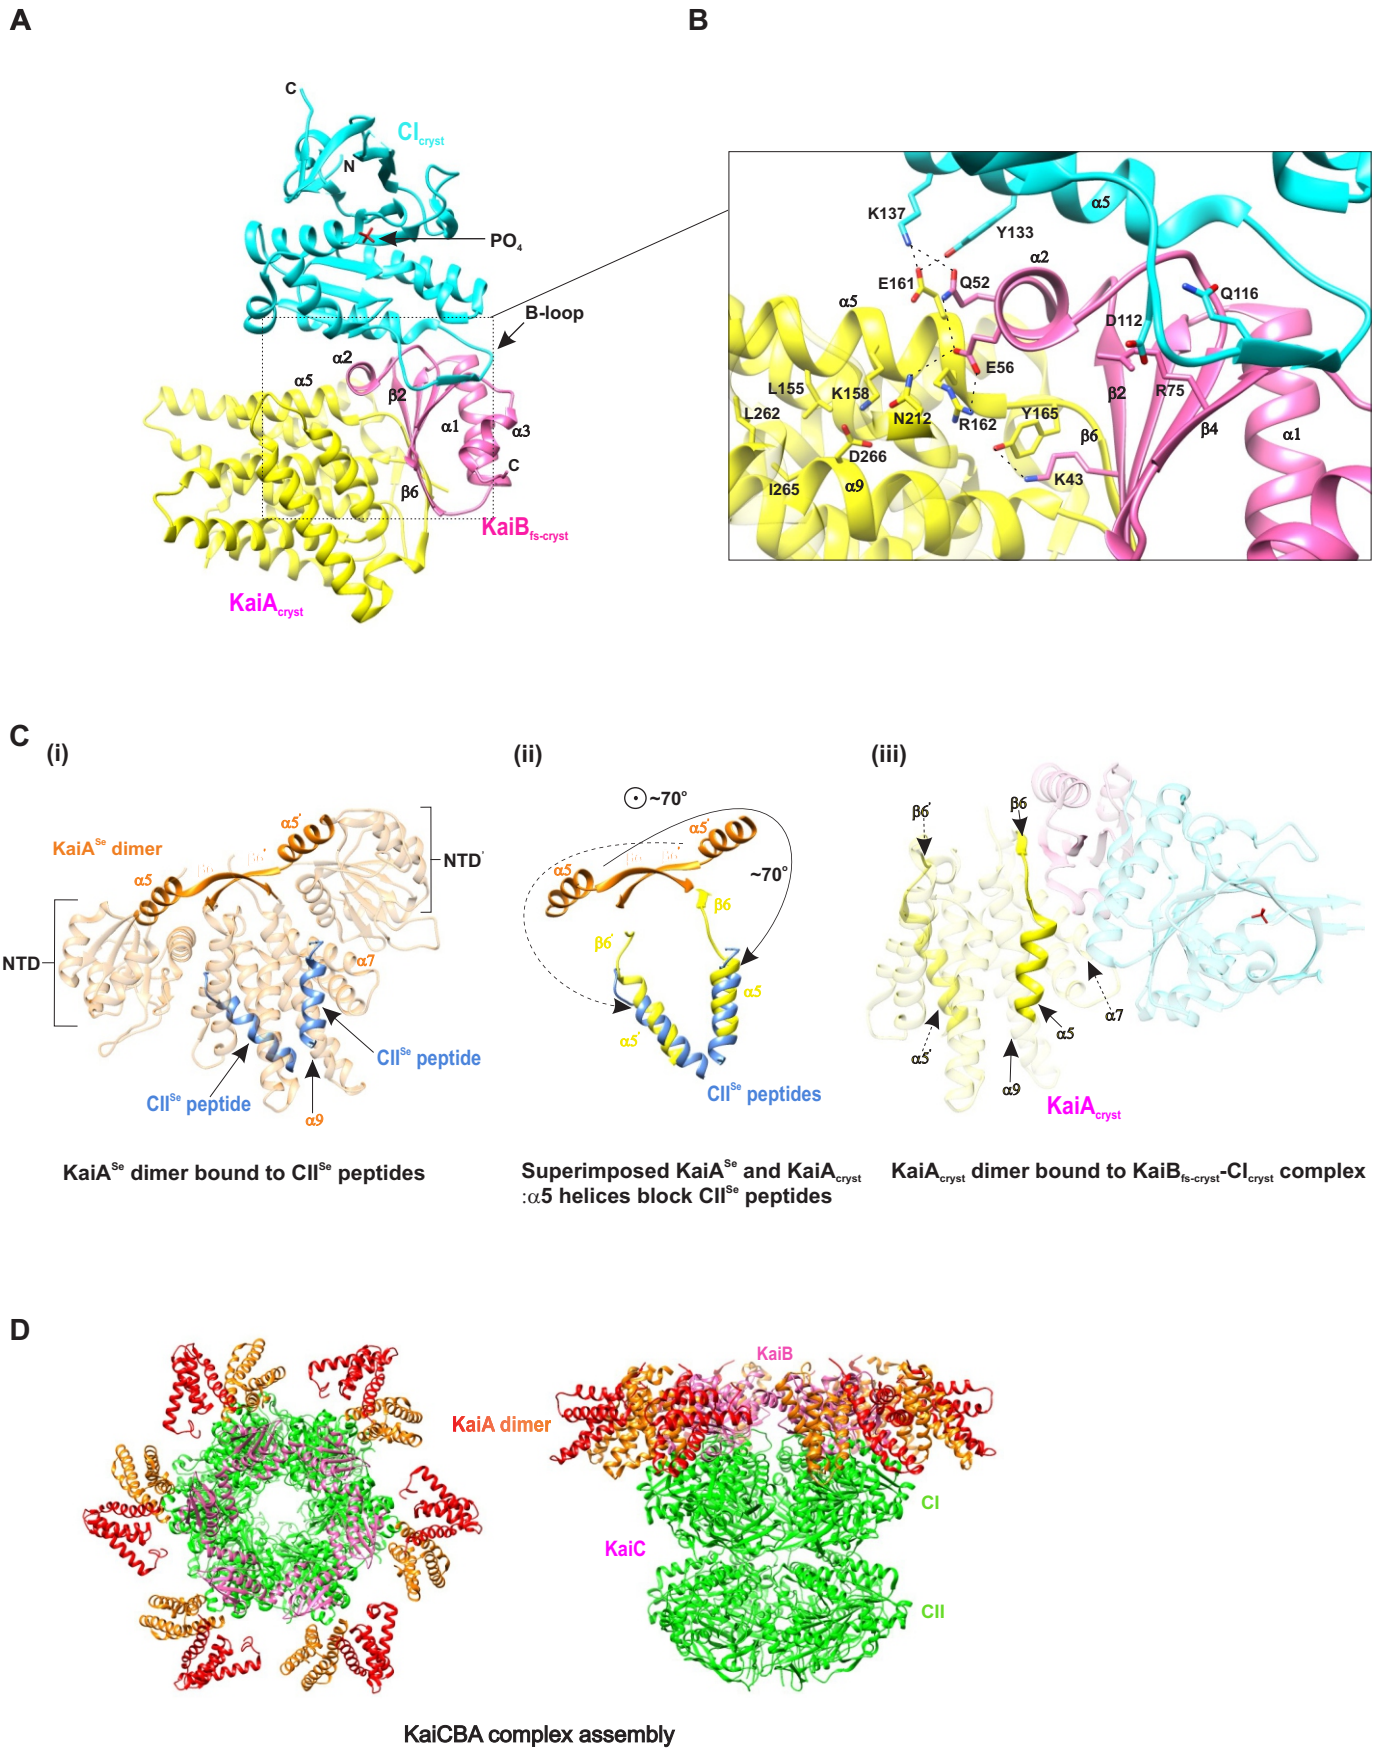 A
C
CIcryst
N
PO4
B-loop
α2
α5
β2
α1
α3
C
β6
KaiBfs-cryst
KaiAcryst
B
K137
α5
Y133
α2
E161
Q52
Q116
α5
D112
E56
L155
K158
β2
R75
L262
N212
R162
Y165
β6
β4
α1
D266
I265
α9
K43
C
(i)
α5'
KaiASe dimer
β6'
α5
NTD'
NTD
α7
CIISe peptide
CIISe peptide
α9
KaiASe dimer bound to CIISe peptides
(ii)
~70°
α5'
α5
β6'
~70°
β6
β6'
α5
α5'
CIISe peptides
Superimposed KaiASe and KaiAcryst
:α5 helices block CIISe peptides
(iii)
β6'
β6
α7
α5
α5'
α9
KaiAcryst
KaiAcryst dimer bound to KaiBfs-cryst-CIcryst complex
D
KaiB
KaiA dimer
CI
KaiC
CII
KaiCBA complex assembly